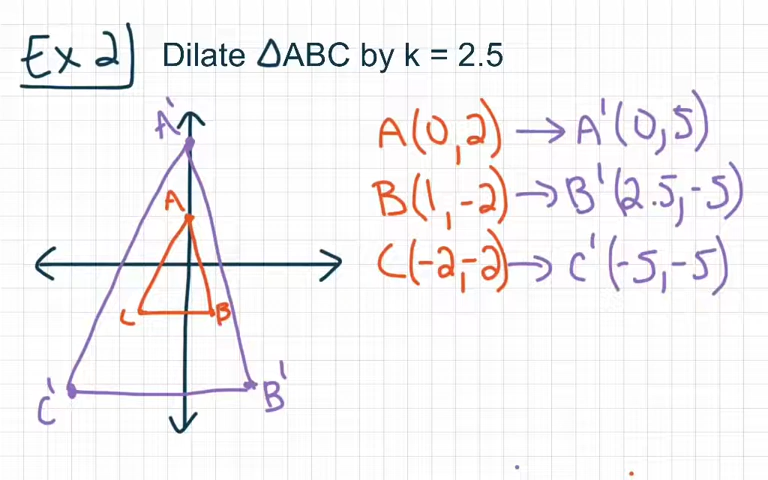 Ex 2) Dilate △ABC by k = 2.5
A(0,2) → A'(0,5)
B(1,-2) → B'(2.5,-5)
C(-2,-2) → C'(-5,-5)
A'
A
C B
C' B'